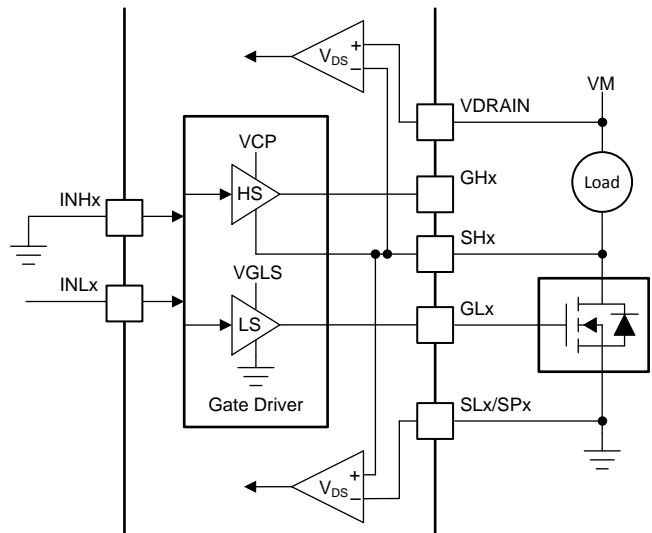 VDS
+
–
VDRAIN
VM
VCP
HS
GHx
Load
INHx
SHx
VGLS
INLx
LS
GLx
Gate Driver
SLx/SPx
VDS
+
–